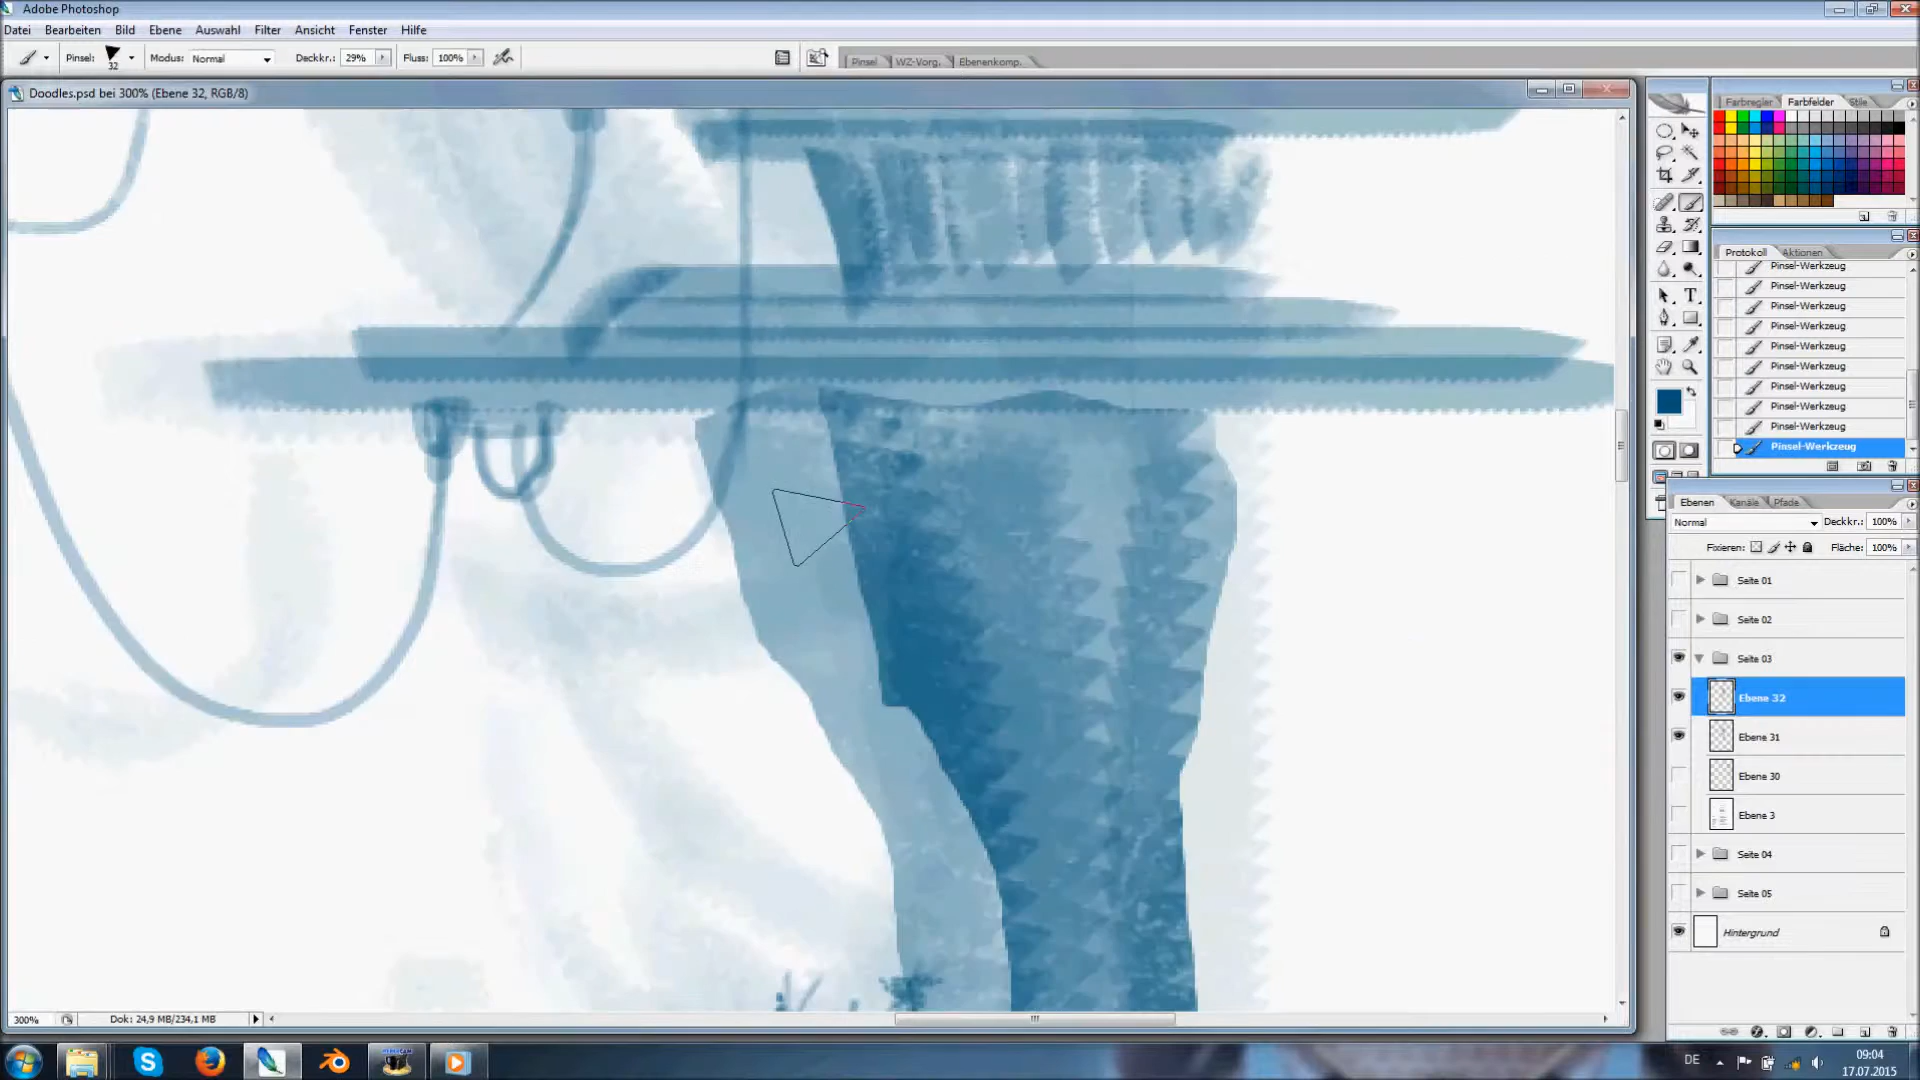 Adobe Photoshop
Datei Bearbeiten Bild Ebene Auswahl Filter Ansicht Fenster Hilfe
Pinsel: 32 Modus: Normal Deckkr.: 29% Fluss: 100% Pinsel WZ-Vorg. Ebenenkomp.
Doodles.psd bei 300% (Ebene 32, RGB/8)
Farbregler Farbfelder Stile
Protokoll Aktionen
Pinsel-Werkzeug
Pinsel-Werkzeug
Pinsel-Werkzeug
Pinsel-Werkzeug
Pinsel-Werkzeug
Pinsel-Werkzeug
Pinsel-Werkzeug
Pinsel-Werkzeug
Pinsel-Werkzeug
Pinsel-Werkzeug
Ebenen Kanäle Pfade
Normal Deckkr.: 100%
Fixieren: Fläche: 100%
Seite 01
Seite 02
Seite 03
Ebene 32
Ebene 31
Ebene 30
Ebene 3
Seite 04
Seite 05
Hintergrund
300% Dok: 24,9 MB/234,1 MB
DE 09:04
17.07.2015